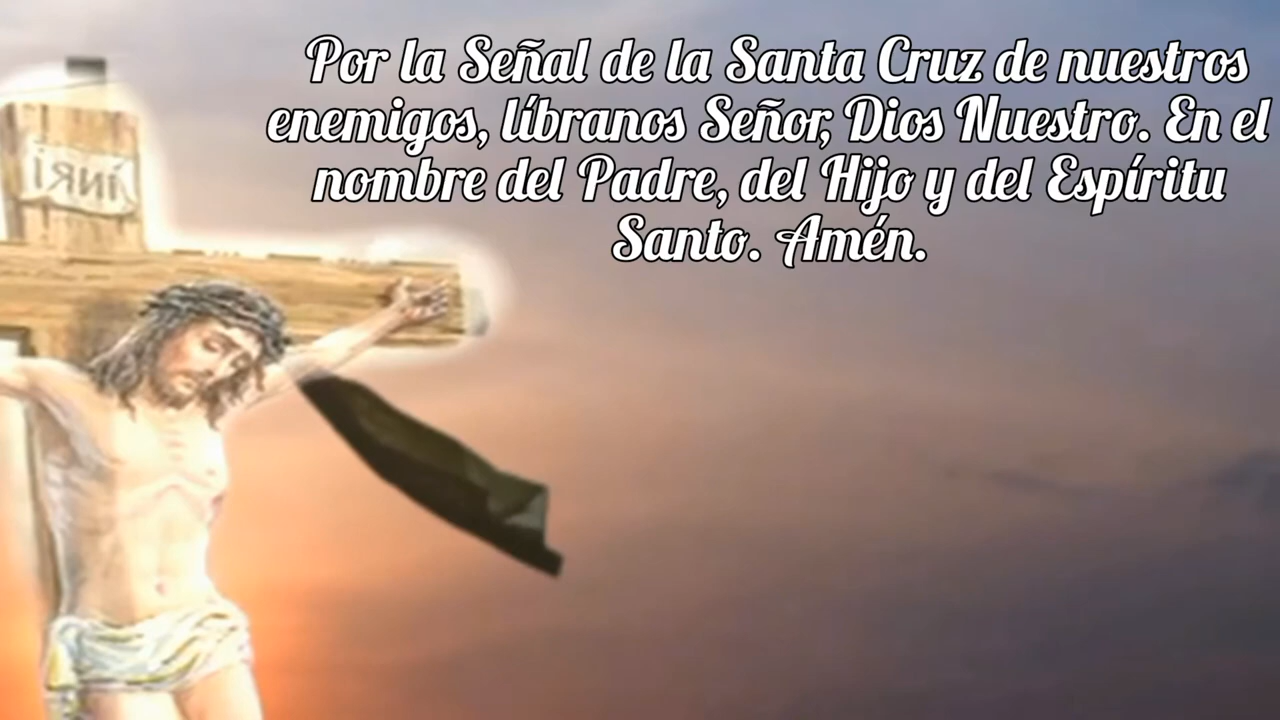 Por la Señal de la Santa Cruz de nuestros
enemigos, líbranos Señor, Dios Nuestro. En el
nombre del Padre, del Hijo y del Espíritu
Santo. Amén.
INRI